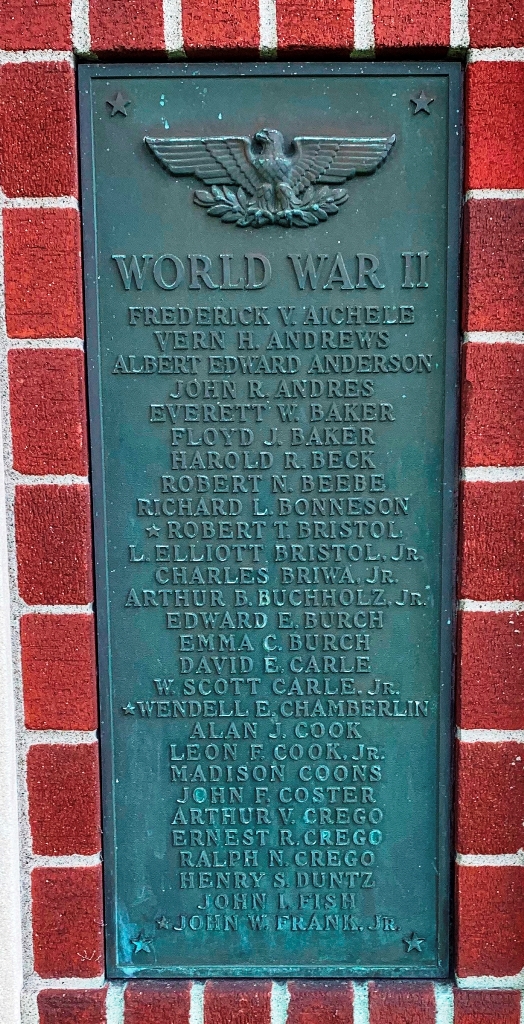 WORLD WAR II
FREDERICK V. AICHELE
VERN H. ANDREWS
ALBERT EDWARD ANDERSON
JOHN R. ANDRES
EVERETT W. BAKER
FLOYD J. BAKER
HAROLD R. BECK
ROBERT N. BEEBE
RICHARD L. BONNESON
★ROBERT T. BRISTOL
L. ELLIOTT BRISTOL, JR.
CHARLES BRIWA, JR.
ARTHUR B. BUCHHOLZ, JR.
EDWARD E. BURCH
EMMA C. BURCH
DAVID E. CARLE
W. SCOTT CARLE, JR.
★WENDELL E. CHAMBERLIN
ALAN J. COOK
LEON F. COOK, JR.
MADISON COONS
JOHN F. COSTER
ARTHUR V. CREGO
ERNEST R. CREGO
RALPH N. CREGO
HENRY S. DUNTZ
JOHN I. FISH
★JOHN W. FRANK, JR.